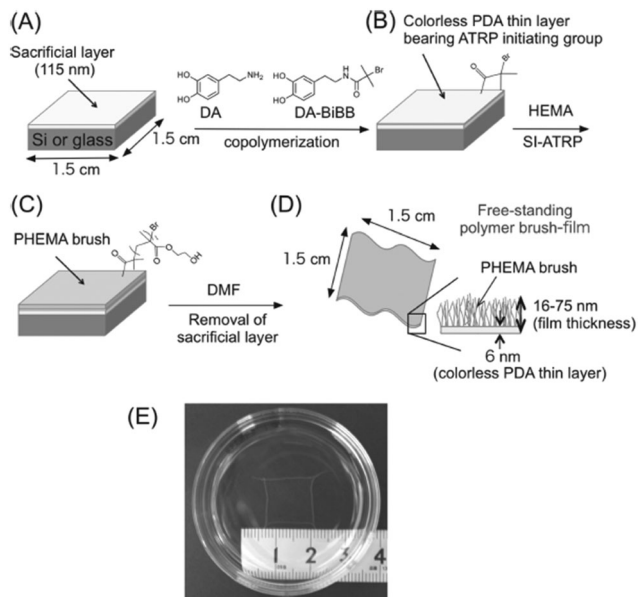 (A)
Sacrificial layer
(115 nm)
Si or glass
1.5 cm
1.5 cm
HO
HO
NH₂
DA
HO
HO
H
N
O
Br
DA-BiBB
copolymerization
(B)
Colorless PDA thin layer
bearing ATRP initiating group
Br
O
HEMA
SI-ATRP
(C)
PHEMA brush
Br
O
O
O
OH
DMF
Removal of
sacrificial layer
(D)
1.5 cm
1.5 cm
Free-standing
polymer brush-film
PHEMA brush
16-75 nm
(film thickness)
6 nm
(colorless PDA thin layer)
(E)
1 2 3 4